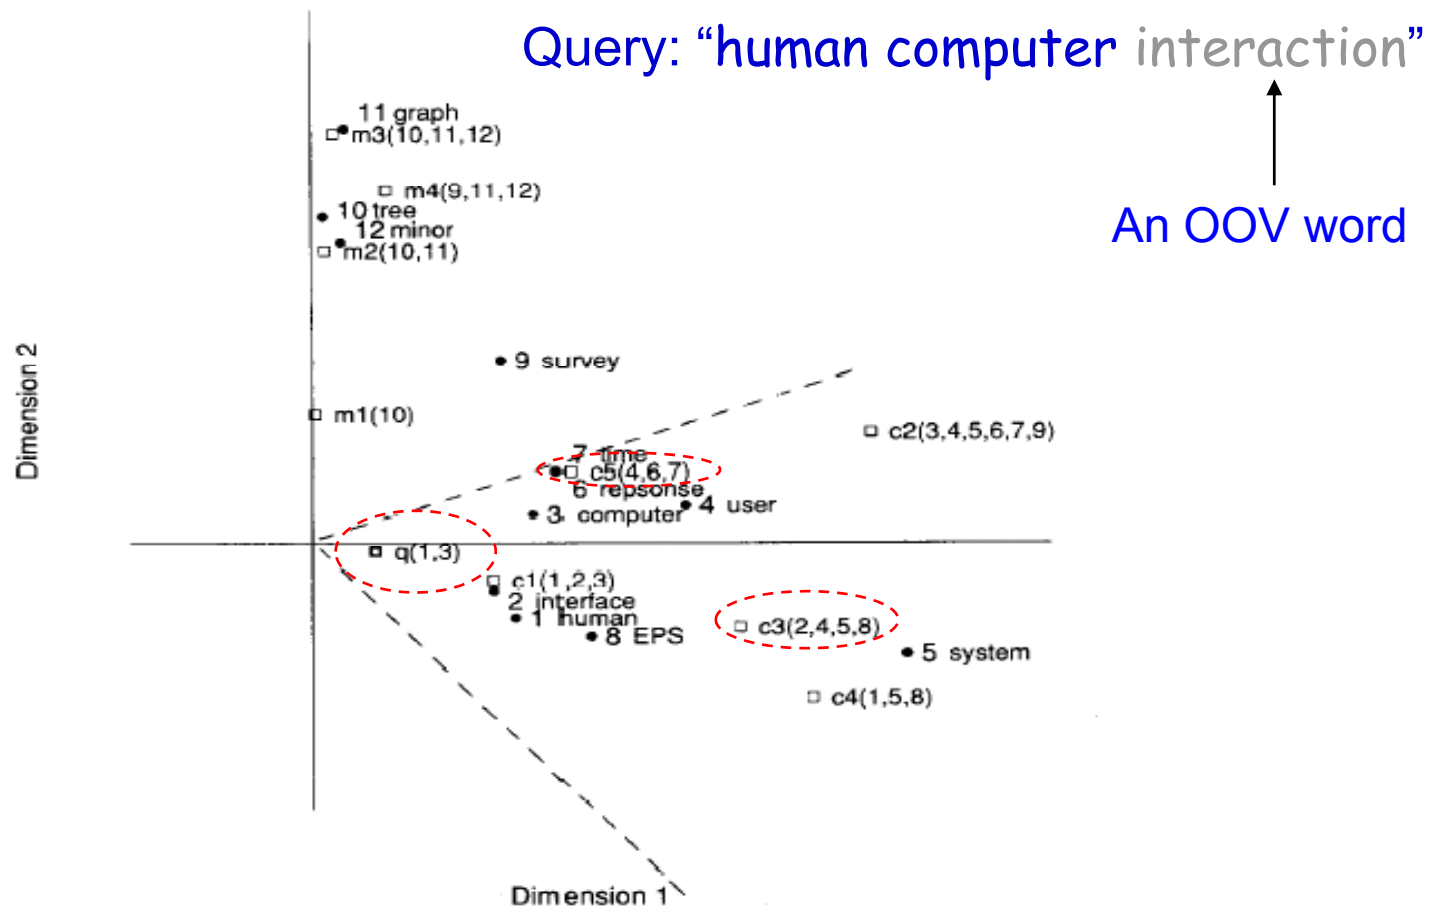 Query: “human computer interaction”
An OOV word
11 graph
m3(10,11,12)
m4(9,11,12)
10 tree
12 minor
m2(10,11)
9 survey
m1(10)
c2(3,4,5,6,7,9)
7 time
c5(4,6,7)
6 repsonse
4 user
3 computer
q(1,3)
c1(1,2,3)
2 interface
1 human
8 EPS
c3(2,4,5,8)
5 system
c4(1,5,8)
Dimension 2
Dimension 1